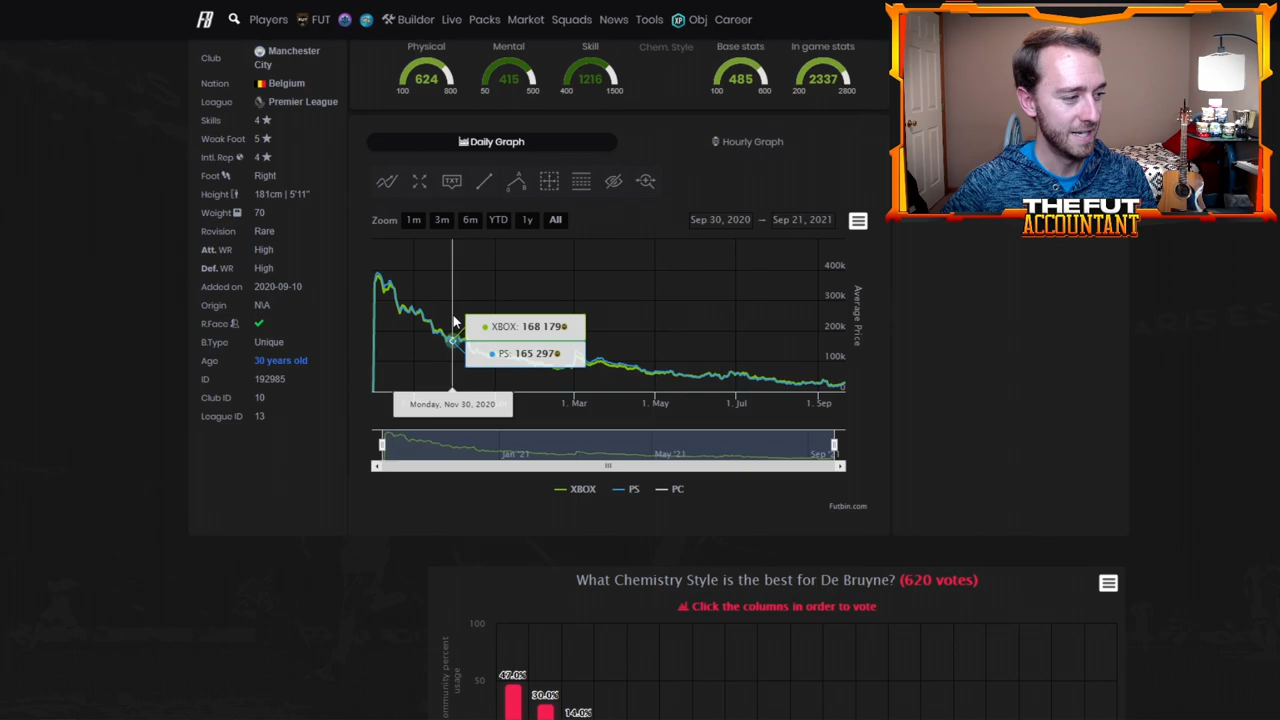 FB Players FUT Builder Live Packs Market Squads News Tools XP Obj Career
Club Manchester City
Nation Belgium
League Premier League
Skills 4
Weak Foot 5
Intl. Rep 4
Foot Right
Height 181cm | 5'11"
Weight 70
Revision Rare
Att. WR High
Def. WR High
Added on 2020-09-10
Origin N\A
R.Face
B.Type Unique
Age 30 years old
ID 192985
Club ID 10
League ID 13
Physical Mental Skill Chem. Style Base stats In game stats
624 415 1216 485 2337
100 800 50 500 400 1500 100 600 200 2800
Daily Graph Hourly Graph
TXT
Zoom 1m 3m 6m YTD 1y All Sep 30, 2020 → Sep 21, 2021
400k
300k
200k
100k
0
Average Price
XBOX: 168 179
PS: 165 297
Monday, Nov 30, 2020
1. Mar 1. May 1. Jul 1. Sep
Jan '21 May '21 Sep '21
XBOX PS PC
Futbin.com
What Chemistry Style is the best for De Bruyne? (620 votes)
Click the columns in order to vote
100
50
usage
47.0%
30.0%
14.0%
THE FUT
ACCOUNTANT